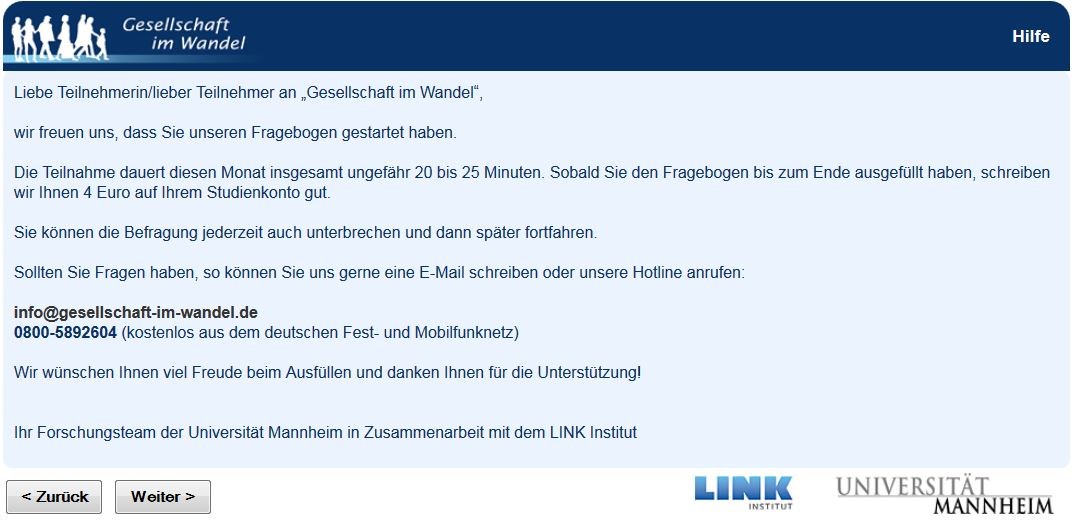 Gesellschaft
im Wandel
Hilfe
Liebe Teilnehmerin/lieber Teilnehmer an „Gesellschaft im Wandel“,
wir freuen uns, dass Sie unseren Fragebogen gestartet haben.
Die Teilnahme dauert diesen Monat insgesamt ungefähr 20 bis 25 Minuten. Sobald Sie den Fragebogen bis zum Ende ausgefüllt haben, schreiben
wir Ihnen 4 Euro auf Ihrem Studienkonto gut.
Sie können die Befragung jederzeit auch unterbrechen und dann später fortfahren.
Sollten Sie Fragen haben, so können Sie uns gerne eine E-Mail schreiben oder unsere Hotline anrufen:
info@gesellschaft-im-wandel.de
0800-5892604 (kostenlos aus dem deutschen Fest- und Mobilfunknetz)
Wir wünschen Ihnen viel Freude beim Ausfüllen und danken Ihnen für die Unterstützung!
Ihr Forschungsteam der Universität Mannheim in Zusammenarbeit mit dem LINK Institut
< Zurück
Weiter >
LINK
INSTITUT
UNIVERSITÄT
MANNHEIM